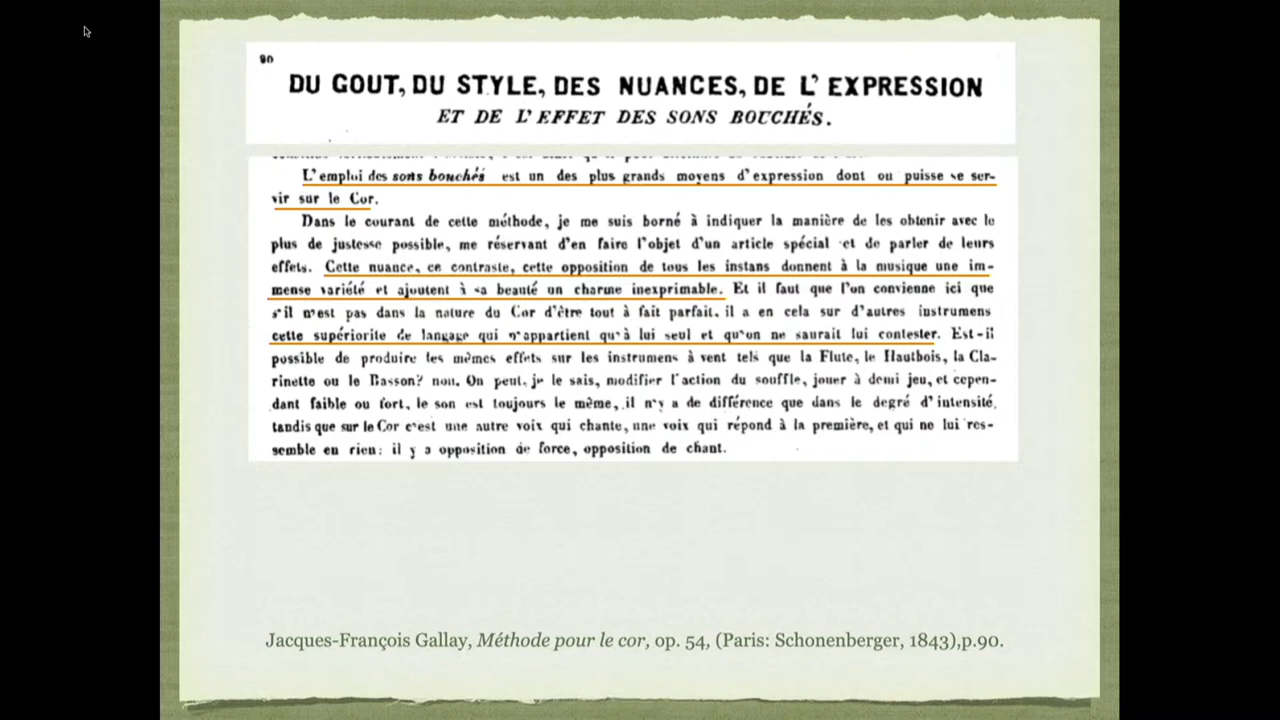 90
DU GOUT, DU STYLE, DES NUANCES, DE L'EXPRESSION
ET DE L'EFFET DES SONS BOUCHÉS.
L'emploi des sons bouchés est un des plus grands moyens d'expression dont ou puisse se ser-
vir sur le Cor.
Dans le courant de cette méthode, je me suis borné à indiquer la manière de les obtenir avec le
plus de justesse possible, me réservant d'en faire l'objet d'un article spécial et de parler de leurs
effets. Cette nuance, ce contraste, cette opposition de tous les instans donnent à la musique une im-
mense variété et ajoutent à sa beauté un charme inexprimable. Et il faut que l'on convienne ici que
s'il n'est pas dans la nature du Cor d'être tout à fait parfait, il a en cela sur d'autres instrumens
cette supériorite de langage qui n'appartient qu'à lui seul et qu'on ne saurait lui contester. Est-il
possible de produire les mêmes effets sur les instrumens à vent tels que la Flute, le Hautbois, la Cla-
rinette ou le Basson? non. On peut, je le sais, modifier l'action du souffle, jouer à demi jeu, et cepen-
dant faible ou fort, le son est toujours le même, il n'y a de différence que dans le degré d'intensité,
tandis que sur le Cor c'est une autre voix qui chante, une voix qui répond à la première, et qui ne lui res-
semble en rien: il y a opposition de force, opposition de chant.
Jacques-François Gallay, Méthode pour le cor, op. 54, (Paris: Schonenberger, 1843),p.90.